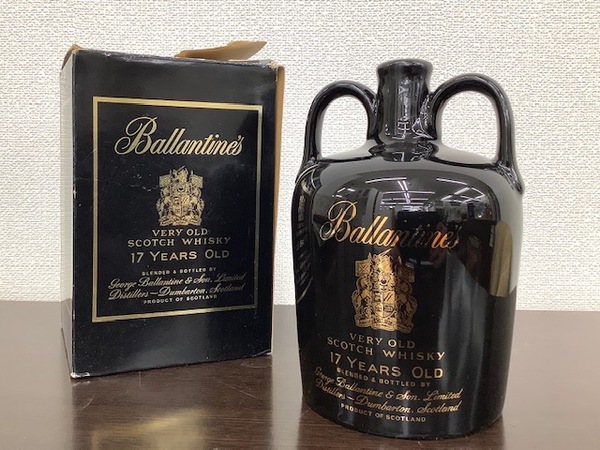 Ballantine's
VERY OLD
SCOTCH WHISKY
17 YEARS OLD
BLENDED & BOTTLED BY
George Ballantine & Son, Limited
Distillers—Dumbarton, Scotland
PRODUCT OF SCOTLAND
Ballantine's
VERY OLD
SCOTCH WHISKY
17 YEARS OLD
BLENDED & BOTTLED BY
George Ballantine & Son, Limited
Distillers—Dumbarton, Scotland
PRODUCT OF SCOTLAND